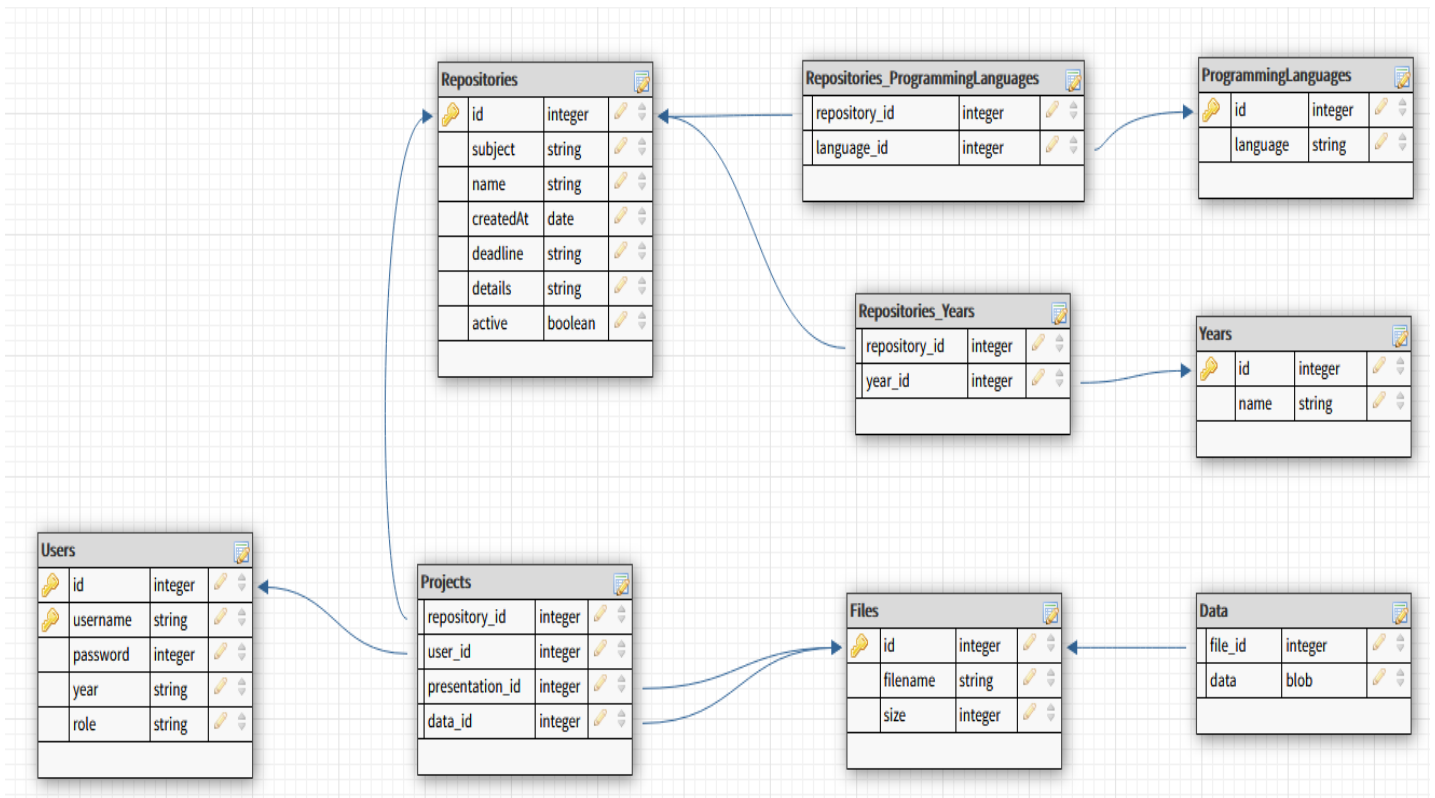 Repositories
id integer
subject string
name string
createdAt date
deadline string
details string
active boolean
Repositories_ProgrammingLanguages
repository_id integer
language_id integer
ProgrammingLanguages
id integer
language string
Repositories_Years
repository_id integer
year_id integer
Years
id integer
name string
Users
id integer
username string
password integer
year string
role string
Projects
repository_id integer
user_id integer
presentation_id integer
data_id integer
Files
id integer
filename string
size integer
Data
file_id integer
data blob